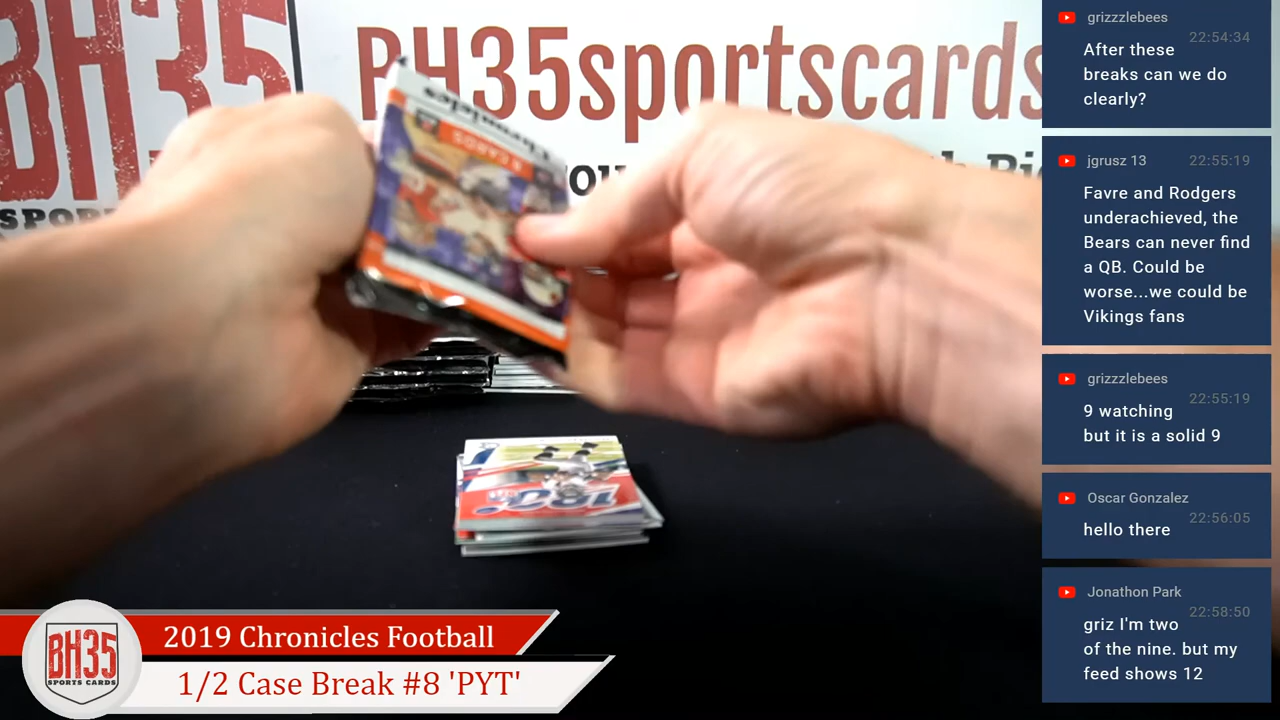 BH35
SPORTS
BH35sportscards
Chronicles
CARDS
grizzzlebees
22:54:34
After these
breaks can we do
clearly?
jgrusz 13 22:55:19
Favre and Rodgers
underachieved, the
Bears can never find
a QB. Could be
worse...we could be
Vikings fans
grizzzlebees
22:55:19
9 watching
but it is a solid 9
Oscar Gonzalez
22:56:05
hello there
Jonathon Park
22:58:50
griz I'm two
of the nine. but my
feed shows 12
BH35
SPORTS CARDS
2019 Chronicles Football
1/2 Case Break #8 'PYT'